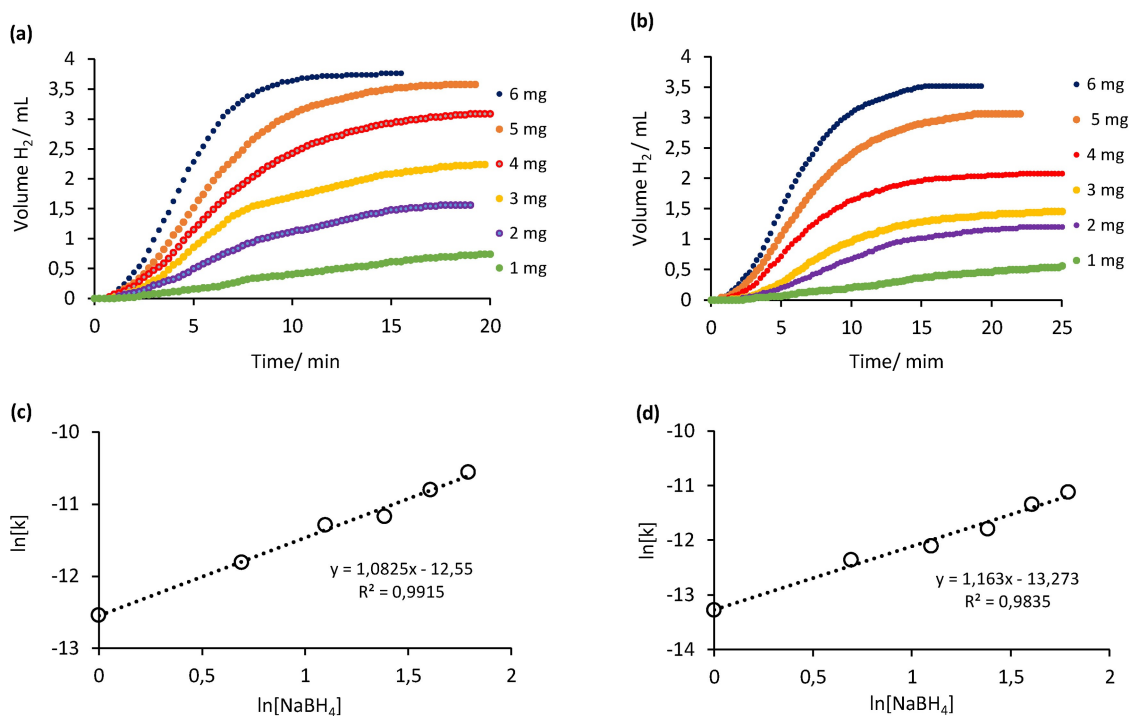 (a)
4
3,5
3
2,5
2
1,5
1
0,5
0
Volume H₂ / mL
0 5 10 15 20
Time/ min
6 mg
5 mg
4 mg
3 mg
2 mg
1 mg
(b)
4
3,5
3
2,5
2
1,5
1
0,5
0
Volume H₂ / mL
0 5 10 15 20 25
Time/ mim
6 mg
5 mg
4 mg
3 mg
2 mg
1 mg
(c)
-10
-11
-12
-13
ln[k]
y = 1,0825x - 12,55
R² = 0,9915
0 0,5 1 1,5 2
ln[NaBH₄]
(d)
-10
-11
-12
-13
-14
ln[k]
y = 1,163x - 13,273
R² = 0,9835
0 0,5 1 1,5 2
ln[NaBH₄]